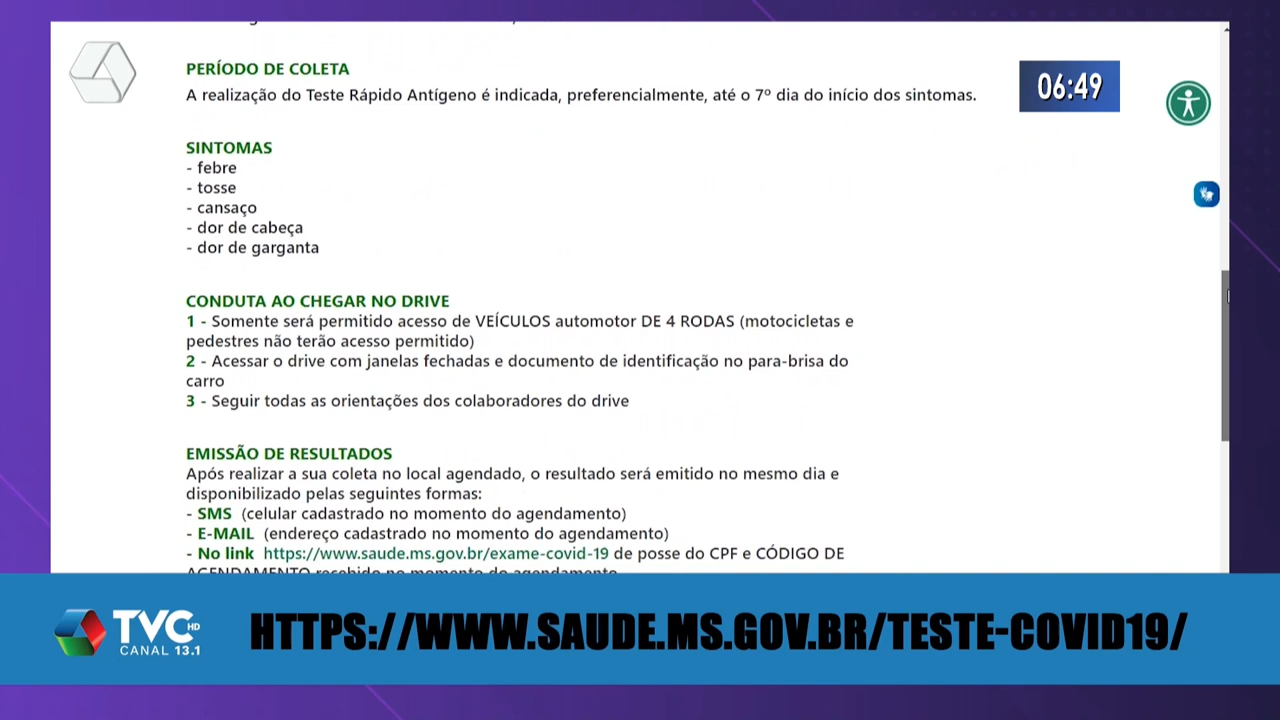 PERÍODO DE COLETA
A realização do Teste Rápido Antígeno é indicada, preferencialmente, até o 7º dia do início dos sintomas.
06:49
SINTOMAS
- febre
- tosse
- cansaço
- dor de cabeça
- dor de garganta
CONDUTA AO CHEGAR NO DRIVE
1 - Somente será permitido acesso de VEÍCULOS automotor DE 4 RODAS (motocicletas e
pedestres não terão acesso permitido)
2 - Acessar o drive com janelas fechadas e documento de identificação no para-brisa do
carro
3 - Seguir todas as orientações dos colaboradores do drive
EMISSÃO DE RESULTADOS
Após realizar a sua coleta no local agendado, o resultado será emitido no mesmo dia e
disponibilizado pelas seguintes formas:
- SMS (celular cadastrado no momento do agendamento)
- E-MAIL (endereço cadastrado no momento do agendamento)
- No link https://www.saude.ms.gov.br/exame-covid-19 de posse do CPF e CÓDIGO DE
AGENDAMENTO recebido no momento do agendamento
TVC HD
CANAL 13.1
HTTPS://WWW.SAUDE.MS.GOV.BR/TESTE-COVID19/